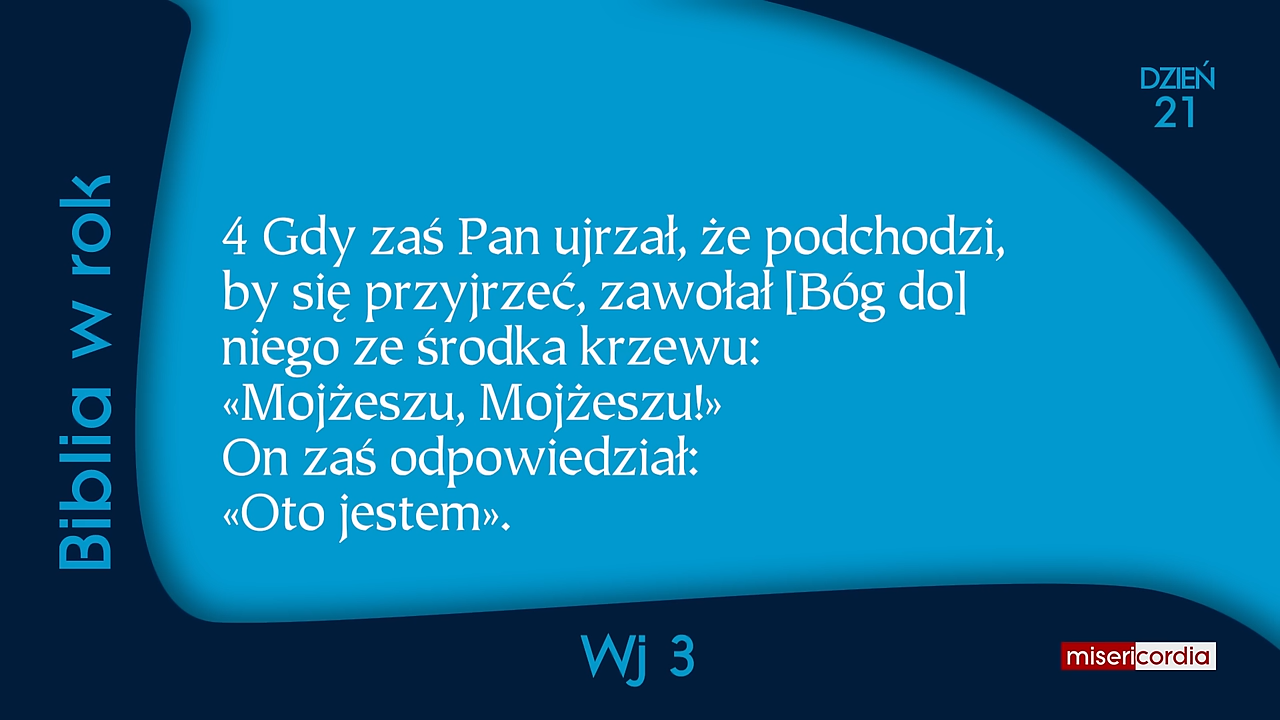 DZIEŃ
21
Biblia w rok
4 Gdy zaś Pan ujrzał, że podchodzi,
by się przyjrzeć, zawołał [Bóg do]
niego ze środka krzewu:
«Mojżeszu, Mojżeszu!»
On zaś odpowiedział:
«Oto jestem».
Wj 3
misericordia